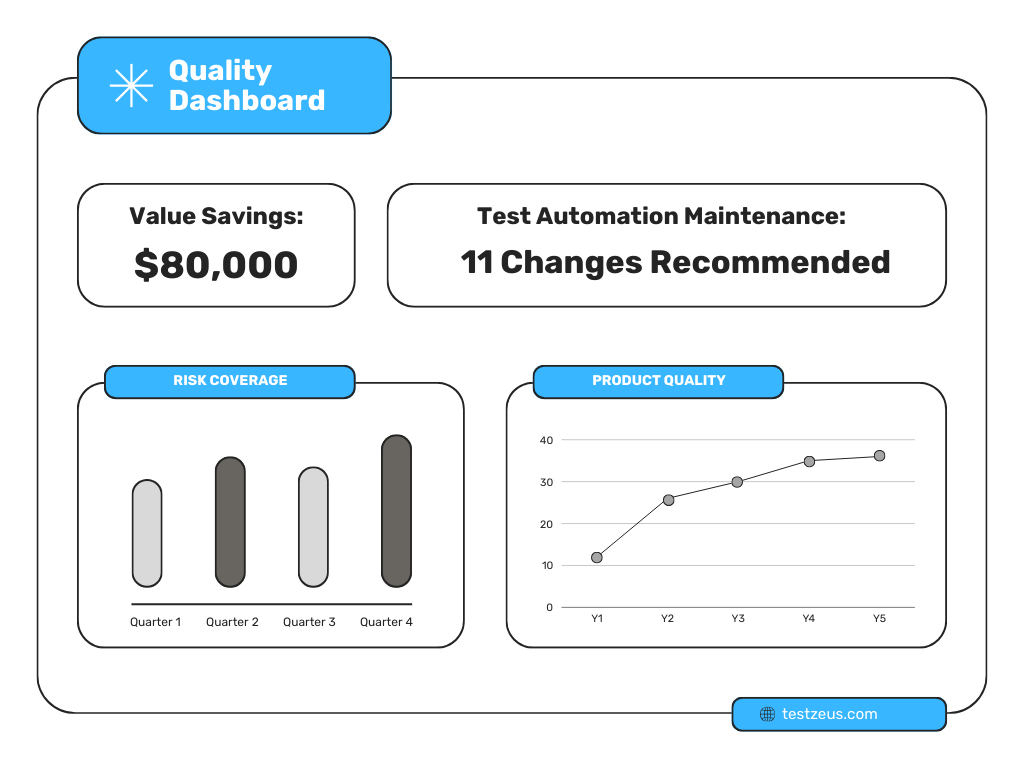 Quality
Dashboard
Value Savings:
$80,000
Test Automation Maintenance:
11 Changes Recommended
RISK COVERAGE
Quarter 1
Quarter 2
Quarter 3
Quarter 4
PRODUCT QUALITY
40
30
20
10
0
Y1
Y2
Y3
Y4
Y5
testzeus.com